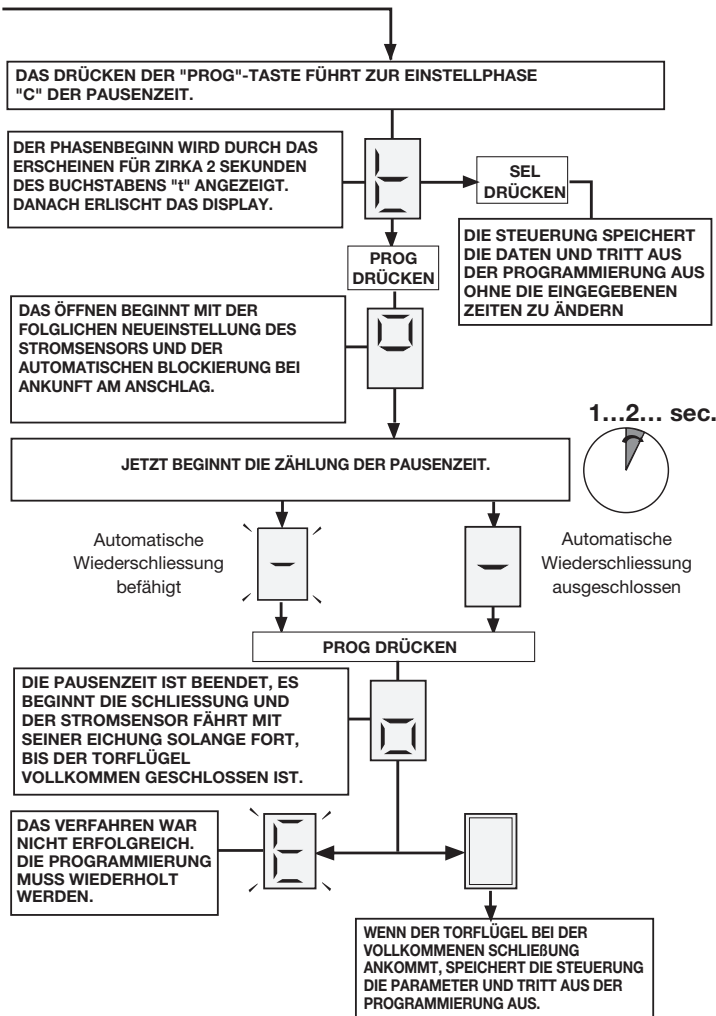 DAS DRÜCKEN DER "PROG"-TASTE FÜHRT ZUR EINSTELLPHASE
"C" DER PAUSENZEIT.
DER PHASENBEGINN WIRD DURCH DAS
ERSCHEINEN FÜR ZIRKA 2 SEKUNDEN
DES BUCHSTABENS "t" ANGEZEIGT.
DANACH ERLISCHT DAS DISPLAY.
t
SEL
DRÜCKEN
DIE STEUERUNG SPEICHERT
DIE DATEN UND TRITT AUS
DER PROGRAMMIERUNG AUS
OHNE DIE EINGEGEBENEN
ZEITEN ZU ÄNDERN
PROG
DRÜCKEN
DAS ÖFFNEN BEGINNT MIT DER
FOLGLICHEN NEUEINSTELLUNG DES
STROMSENSORS UND DER
AUTOMATISCHEN BLOCKIERUNG BEI
ANKUNFT AM ANSCHLAG.
o
1...2... sec.
JETZT BEGINNT DIE ZÄHLUNG DER PAUSENZEIT.
Automatische
Wiederschliessung
befähigt
–
–
Automatische
Wiederschliessung
ausgeschlossen
PROG DRÜCKEN
DIE PAUSENZEIT IST BEENDET, ES
BEGINNT DIE SCHLIESSUNG UND
DER STROMSENSOR FÄHRT MIT
SEINER EICHUNG SOLANGE FORT,
BIS DER TORFLÜGEL
VOLLKOMMEN GESCHLOSSEN IST.
o
DAS VERFAHREN WAR
NICHT ERFOLGREICH.
DIE PROGRAMMIERUNG
MUSS WIEDERHOLT
WERDEN.
E
WENN DER TORFLÜGEL BEI DER
VOLLKOMMENEN SCHLIEßUNG
ANKOMMT, SPEICHERT DIE STEUERUNG
DIE PARAMETER UND TRITT AUS DER
PROGRAMMIERUNG AUS.